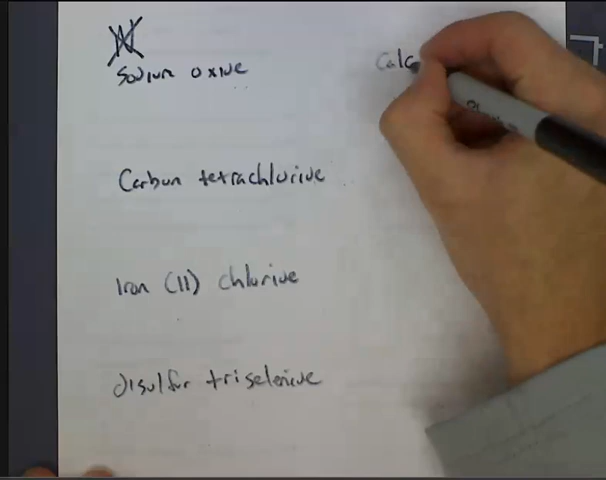 Sodium oxide
Calc
Carbon tetrachloride
Iron (II) chloride
Disulfur triselenide